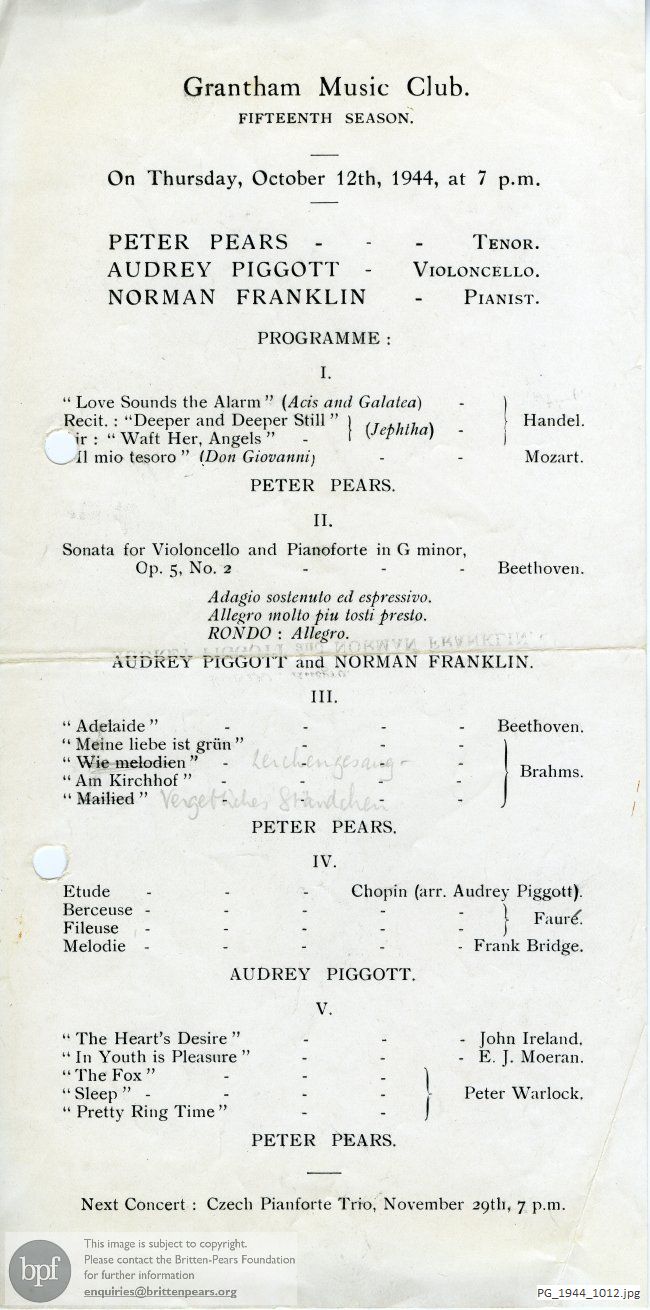 Grantham Music Club.
FIFTEENTH SEASON.
On Thursday, October 12th, 1944, at 7 p.m.
PETER PEARS - - - TENOR.
AUDREY PIGGOTT - VIOLONCELLO.
NORMAN FRANKLIN - PIANIST.
PROGRAMME :
I.
“ Love Sounds the Alarm ” (Acis and Galatea) -
Recit. : “Deeper and Deeper Still ” } (Jephtha) - } Handel.
ir : “ Waft Her, Angels ” -
Il mio tesoro ” (Don Giovanni) - - Mozart.
PETER PEARS.
II.
Sonata for Violoncello and Pianoforte in G minor,
Op. 5, No. 2 - - - Beethoven.
Adagio sostenuto ed espressivo.
Allegro molto piu tosti presto.
RONDO : Allegro.
AUDREY PIGGOTT and NORMAN FRANKLIN.
III.
“ Adelaide ” - - - - Beethoven.
“ Meine liebe ist grün ” - - -
“ Wie melodien ” - Lerchengesang -
“ Am Kirchhof ” - - - - } Brahms.
“ Mailied ” Vergebliches Ständchen -
PETER PEARS.
IV.
Etude - - - Chopin (arr. Audrey Piggott).
Berceuse - - - - -
Fileuse - - - - - } Fauré.
Melodie - - - - - Frank Bridge.
AUDREY PIGGOTT.
V.
“ The Heart's Desire ” - - - John Ireland.
“ In Youth is Pleasure ” - - - E. J. Moeran.
“ The Fox ” - - -
“ Sleep ” - - - - } Peter Warlock.
“ Pretty Ring Time ” - -
PETER PEARS.
Next Concert : Czech Pianforte Trio, November 29th, 7 p.m.
bpf
This image is subject to copyright.
Please contact the Britten-Pears Foundation
for further information
enquiries@brittenpears.org
PG_1944_1012.jpg